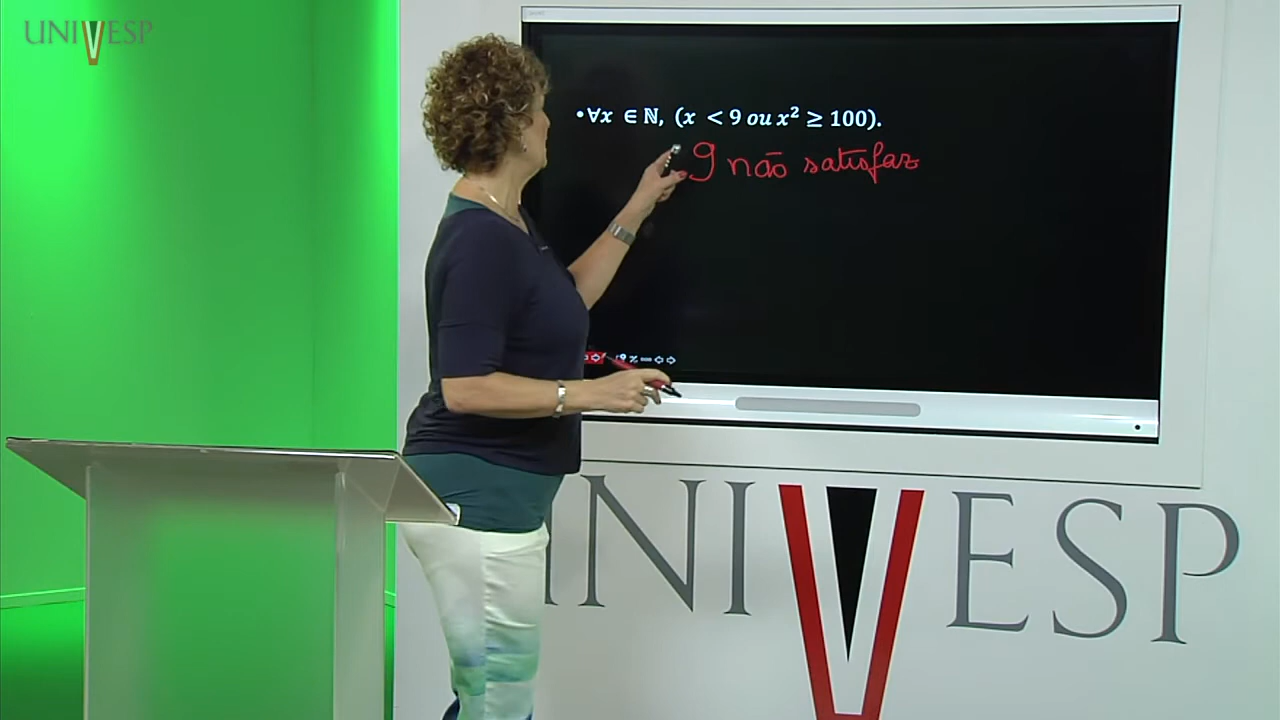 UNIVESP
•∀x ∈ ℕ, (x < 9 ou x² ≥ 100).
9 não satisfaz
UNIVESP